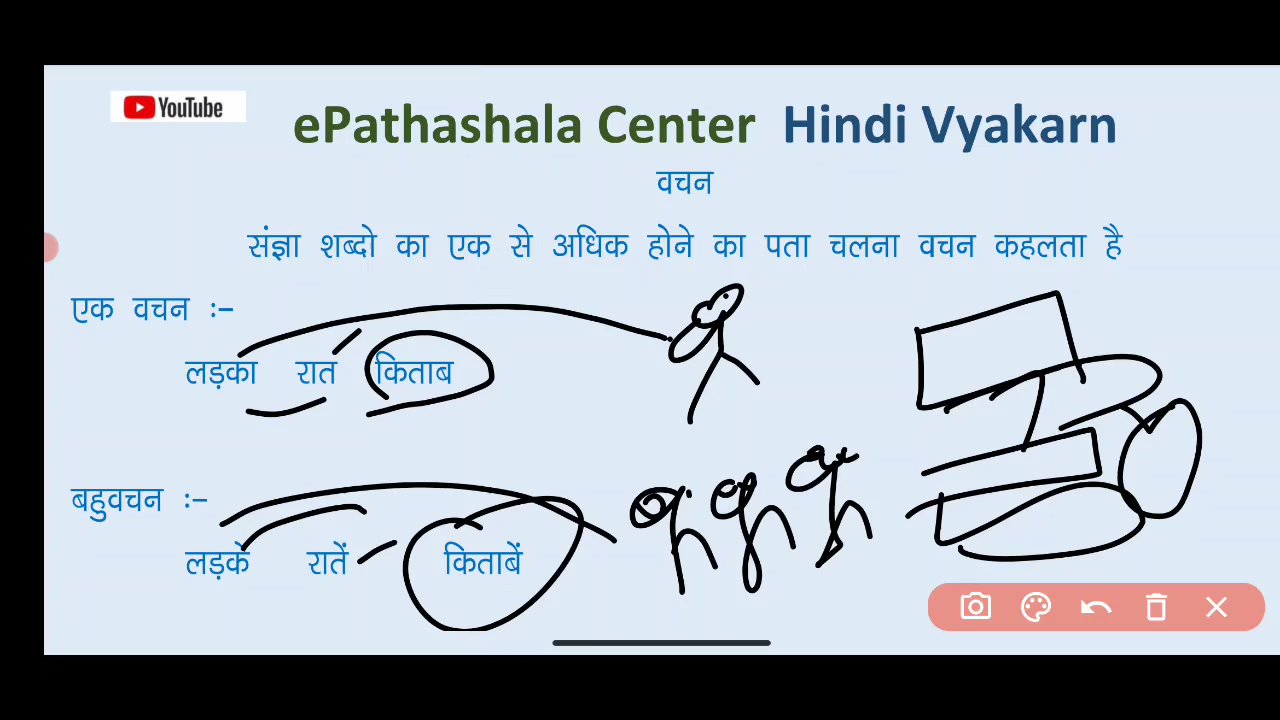 YouTube
ePathashala Center Hindi Vyakarn
वचन
संज्ञा शब्दो का एक से अधिक होने का पता चलना वचन कहलता है
एक वचन :-
लड़का रात किताब
बहुवचन :-
लड़के रातें किताबें